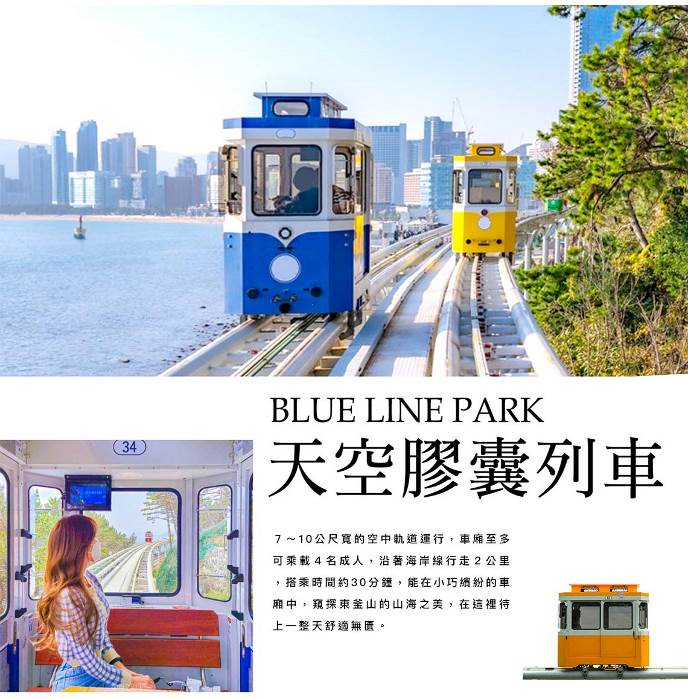 BLUE LINE PARK
天空膠囊列車
34
7～10公尺寬的空中軌道運行，車廂至多
可乘載4名成人，沿著海岸線行走2公里
，搭乘時間約30分鐘，能在小巧繽紛的車
廂中，窺探東釜山的山海之美，在這裡待
上一整天舒適無匱。